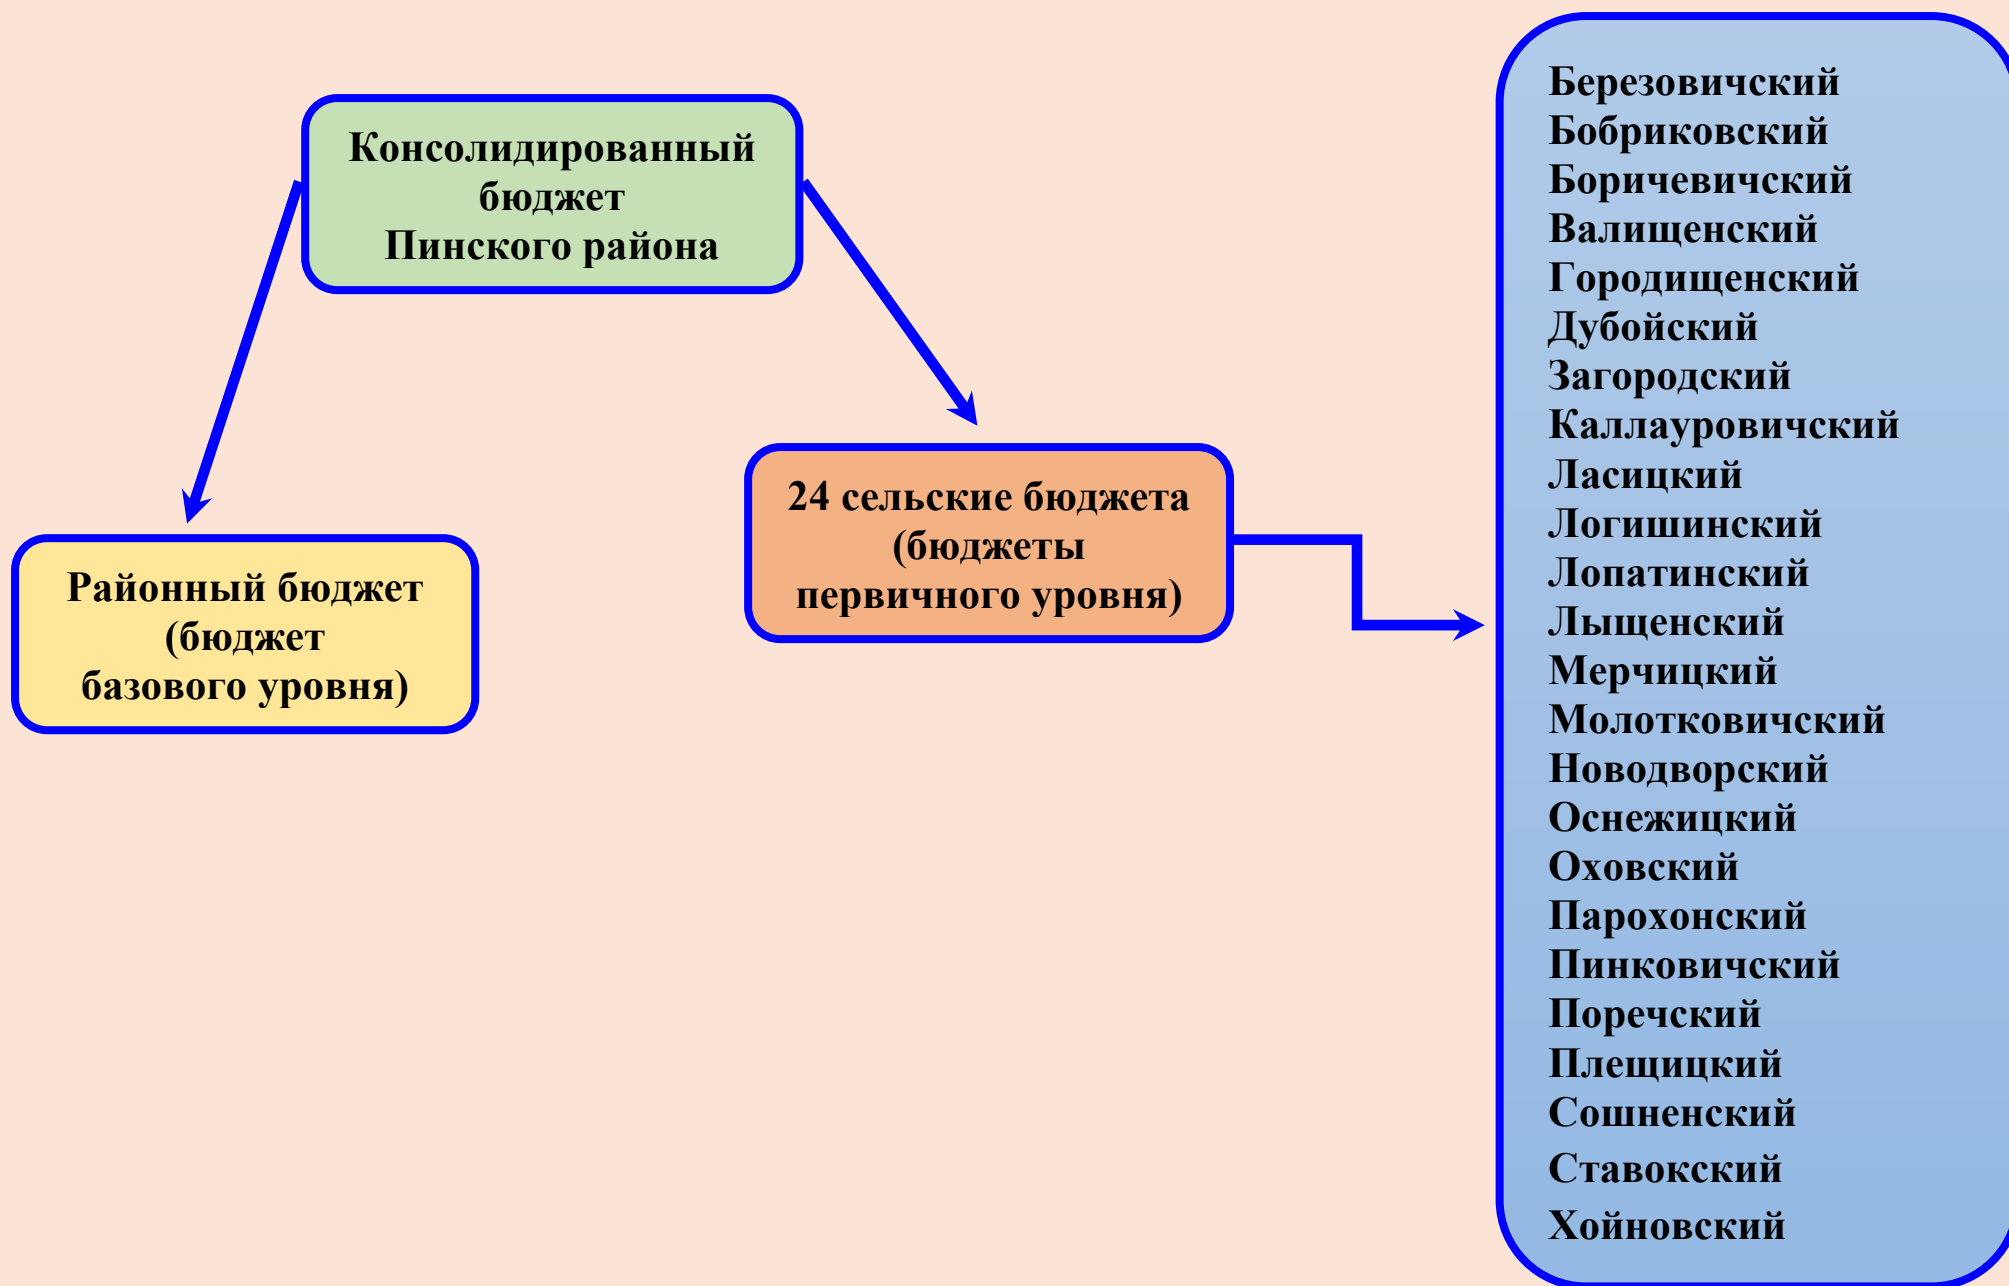 Консолидированный
бюджет
Пинского района
Районный бюджет
(бюджет
базового уровня)
24 сельские бюджета
(бюджеты
первичного уровня)
Березовичский
Бобриковский
Боричевичский
Валищенский
Городищенский
Дубойский
Загородский
Каллауровичский
Ласицкий
Логишинский
Лопатинский
Лыщенский
Мерчицкий
Молотковичский
Новодворский
Оснежицкий
Оховский
Парохонский
Пинковичский
Поречский
Плещицкий
Сошненский
Ставокский
Хойновский